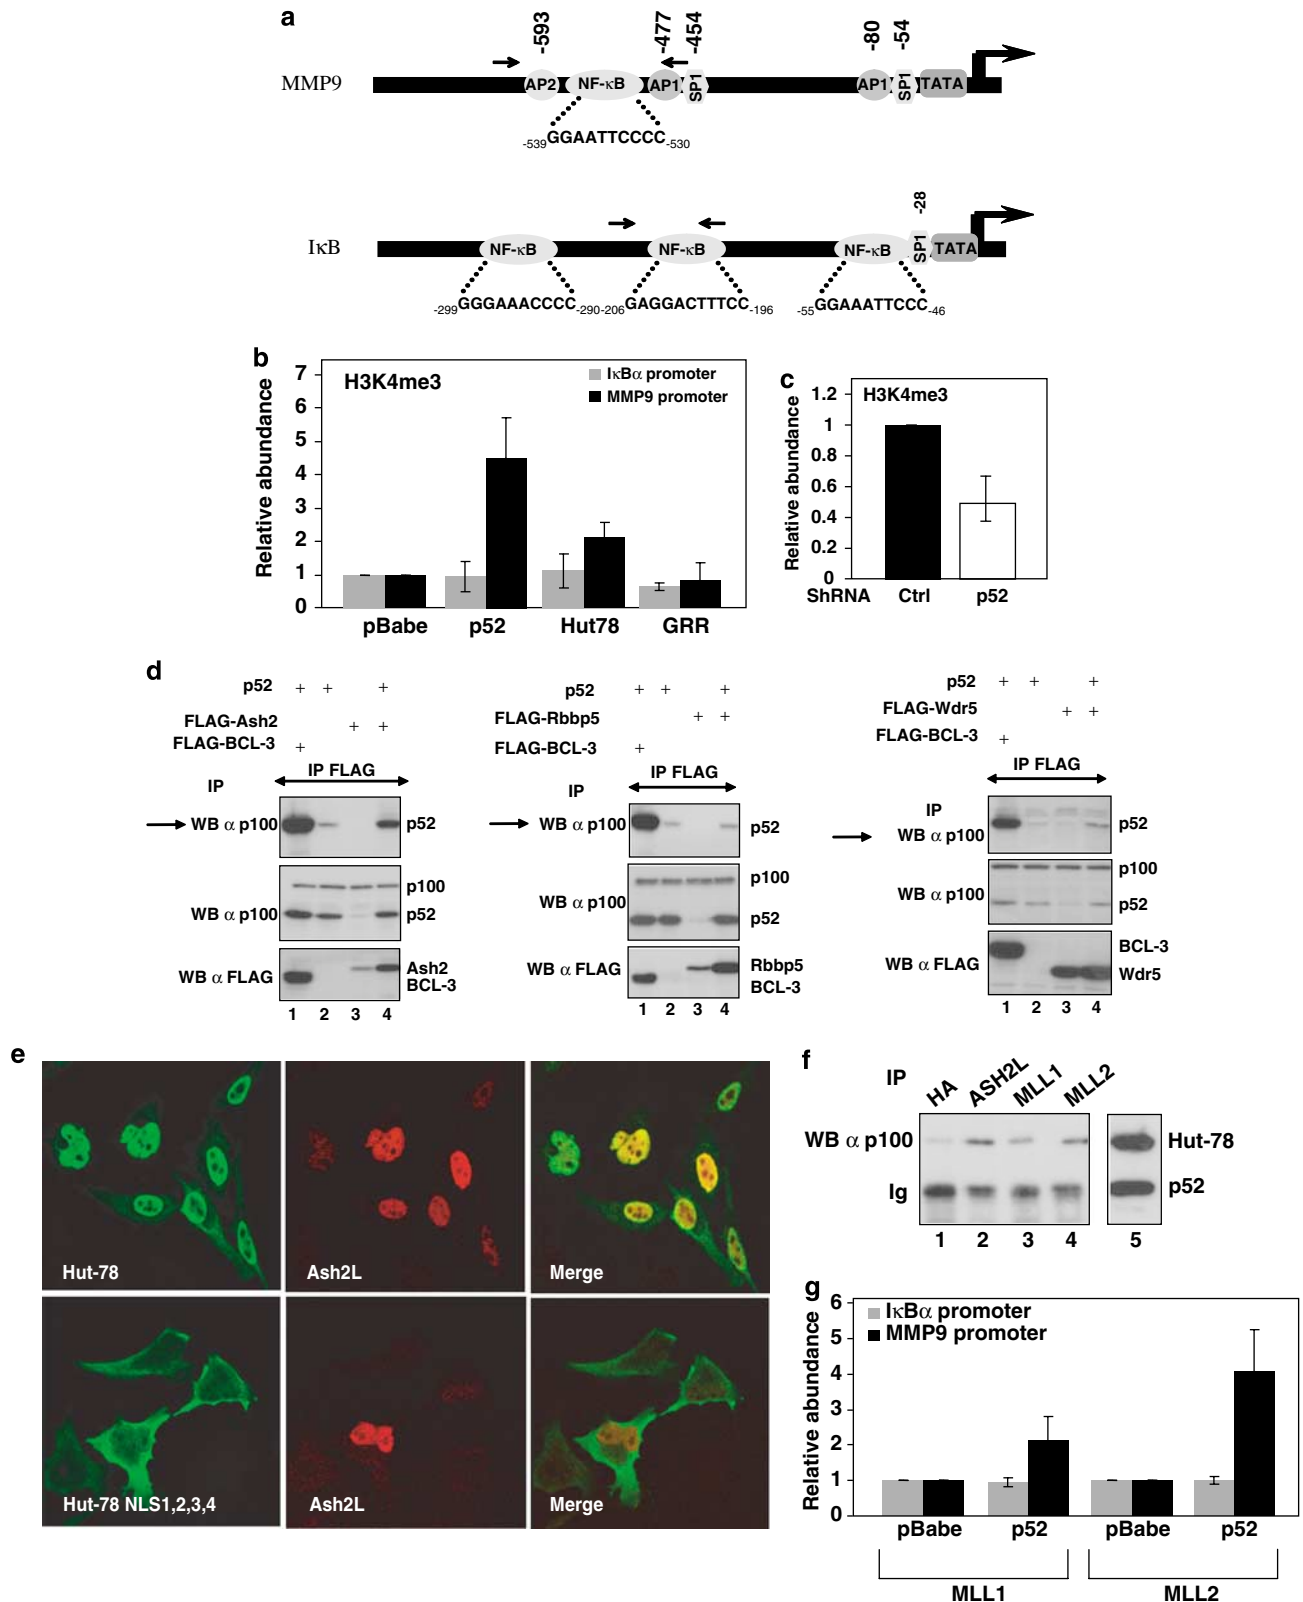 a
-593
-477
-454
-80
-54
MMP9
AP2 NF-κB AP1 SP1 AP1 SP1 TATA
-539GGAATTCCCC-530
-28
IκB
NF-κB NF-κB NF-κB SP1 TATA
-299GGGAAACCCC-290 -206GAGGACTTTCC-196 -55GGAAATTCCC-46
b
H3K4me3
IκBα promoter
MMP9 promoter
Relative abundance
7
6
5
4
3
2
1
0
pBabe p52 Hut78 GRR
c
H3K4me3
Relative abundance
1.2
1
0.8
0.6
0.4
0.2
0
ShRNA Ctrl p52
d
p52 + + +
FLAG-Ash2 + +
FLAG-BCL-3 +
IP FLAG
IP
WB α p100 p52
WB α p100 p100
p52
WB α FLAG Ash2
BCL-3
1 2 3 4
p52 + + +
FLAG-Rbbp5 + +
FLAG-BCL-3 +
IP FLAG
IP
WB α p100 p52
WB α p100 p100
p52
WB α FLAG Rbbp5
BCL-3
1 2 3 4
p52 + + +
FLAG-Wdr5 + +
FLAG-BCL-3 +
IP FLAG
IP
WB α p100 p52
WB α p100 p100
p52
WB α FLAG BCL-3
Wdr5
1 2 3 4
e
Hut-78 Ash2L Merge
Hut-78 NLS1,2,3,4 Ash2L Merge
f
IP HA ASH2L MLL1 MLL2
WB α p100 Hut-78
Ig p52
1 2 3 4 5
g
IκBα promoter
MMP9 promoter
Relative abundance
6
5
4
3
2
1
0
pBabe p52 pBabe p52
MLL1 MLL2